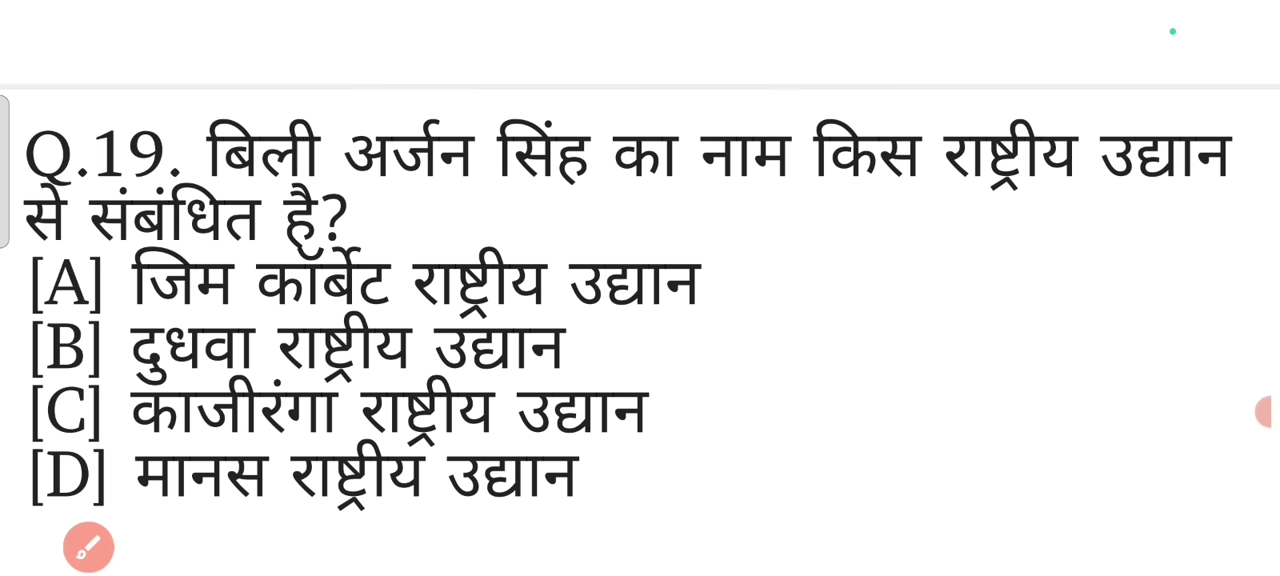 Q.19. बिली अर्जन सिंह का नाम किस राष्ट्रीय उद्यान
से संबंधित है?
[A] जिम कॉर्बेट राष्ट्रीय उद्यान
[B] दुधवा राष्ट्रीय उद्यान
[C] काजीरंगा राष्ट्रीय उद्यान
[D] मानस राष्ट्रीय उद्यान